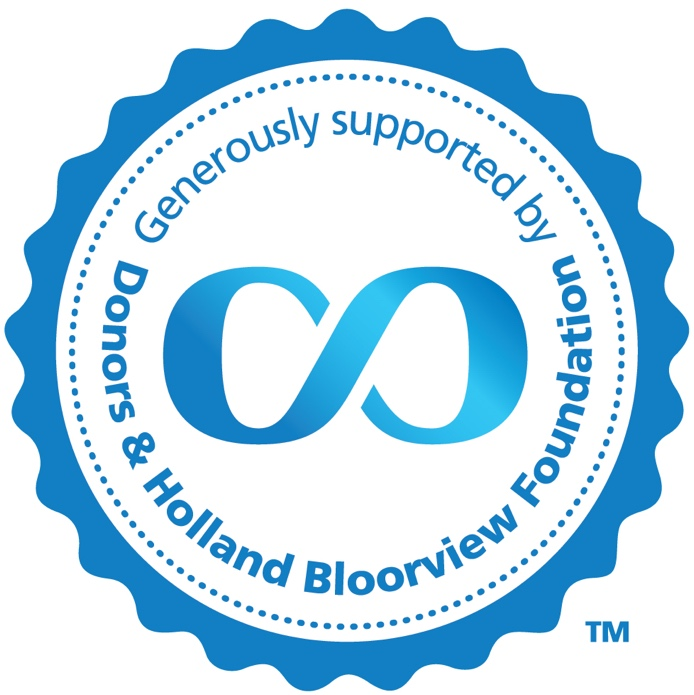 Generously supported by
Donors & Holland Bloorview Foundation
TM